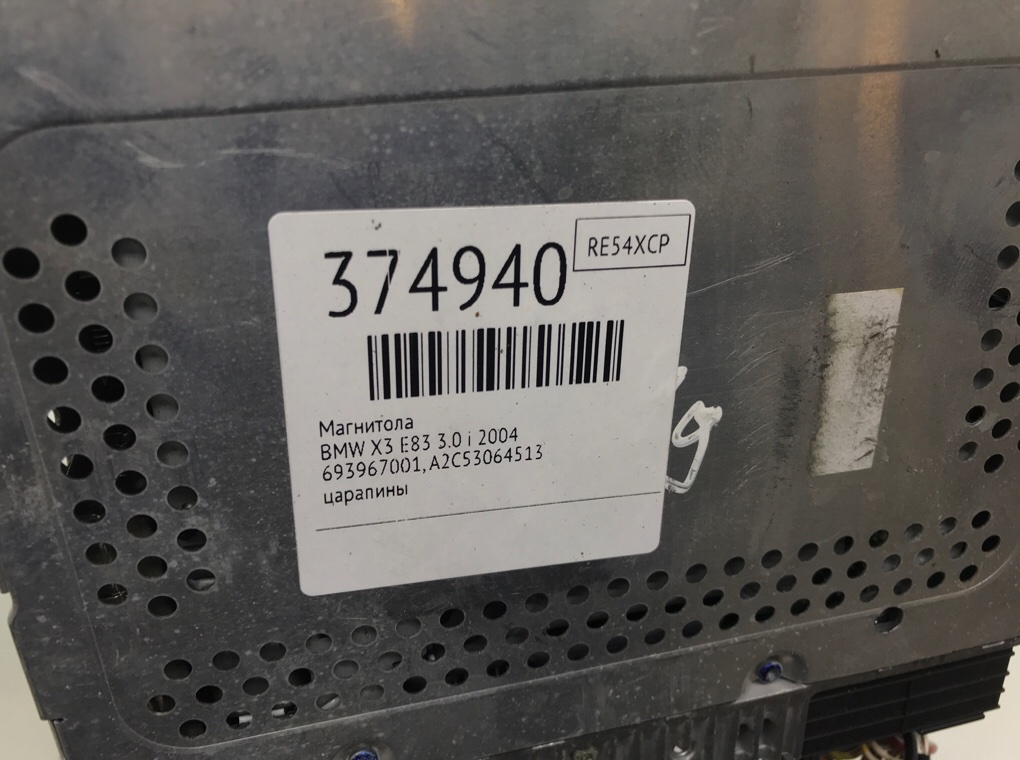 374940
RE54XCP
Магнитола
BMW X3 E83 3.0 i 2004
693967001,A2C53064513
царапины